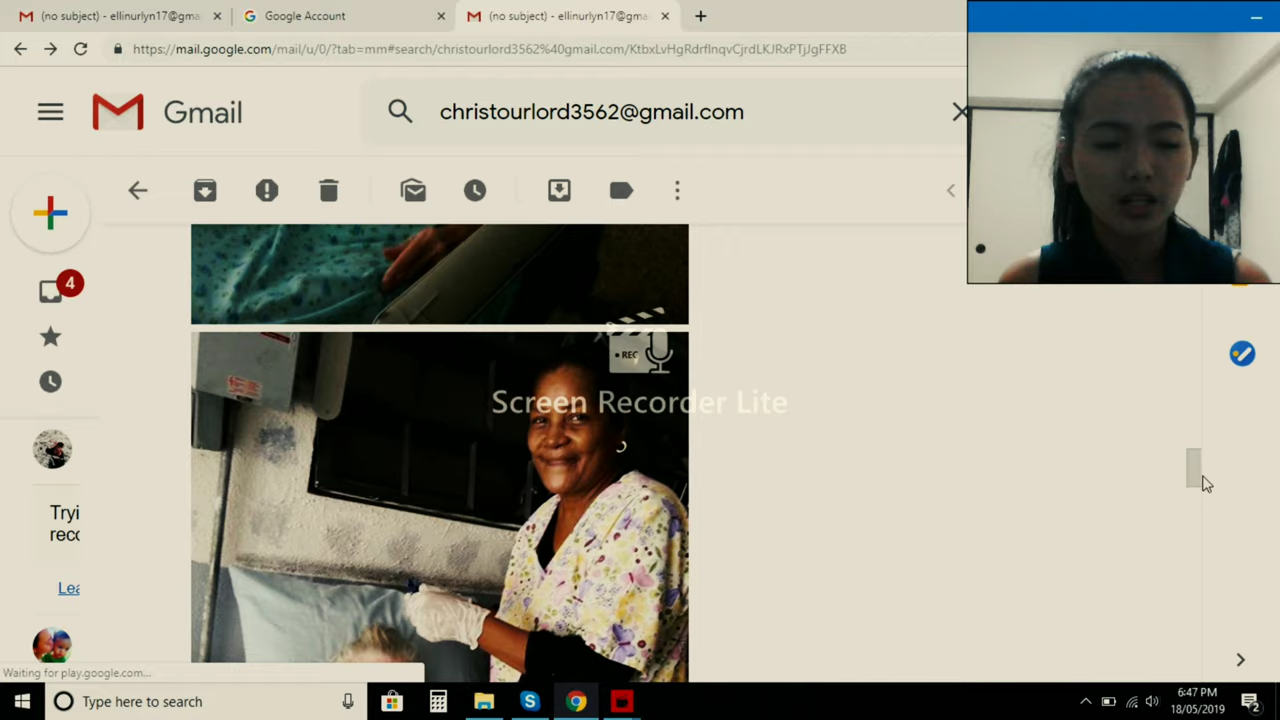 (no subject) - ellinurlyn17@gma
Google Account
(no subject) - ellinurlyn17@gma
https://mail.google.com/mail/u/0/?tab=mm#search/christourlord3562%40gmail.com/KtbxLvHgRdrflnqvCjrdLKJRxPTjJgFFXB
Gmail
christourlord3562@gmail.com
4
REC
Screen Recorder Lite
Tryi
reco
Lea
Waiting for play.google.com...
Type here to search
6:47 PM
18/05/2019
2